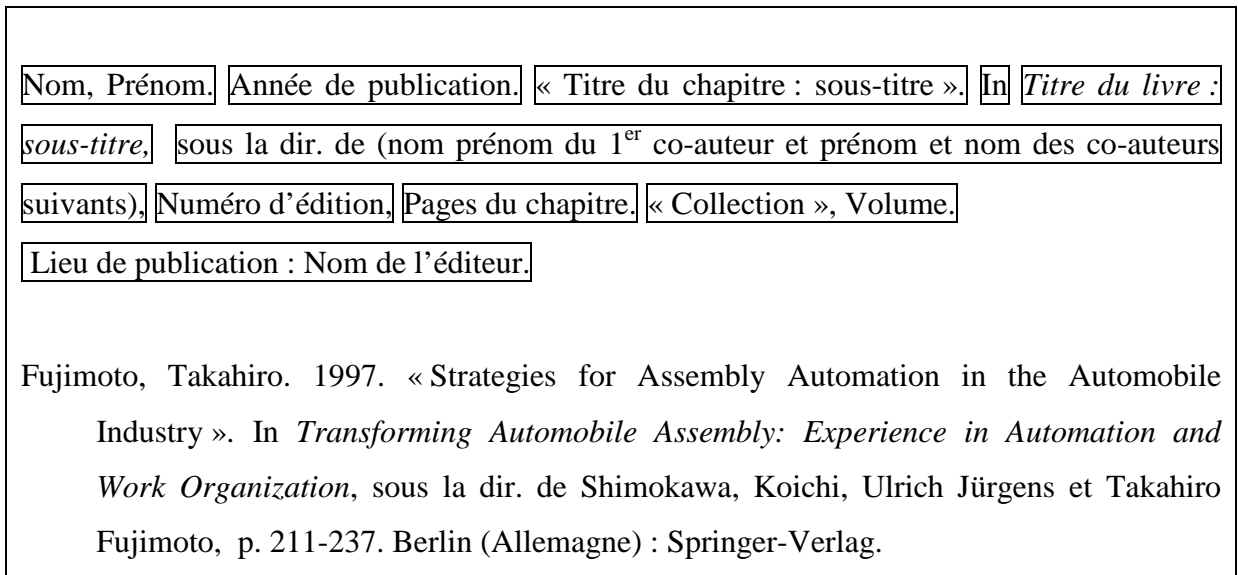 Nom, Prénom. Année de publication. « Titre du chapitre : sous-titre ». In Titre du livre :
sous-titre, sous la dir. de (nom prénom du 1er co-auteur et prénom et nom des co-auteurs
suivants), Numéro d’édition, Pages du chapitre. « Collection », Volume.
Lieu de publication : Nom de l’éditeur.
Fujimoto, Takahiro. 1997. « Strategies for Assembly Automation in the Automobile
Industry ». In Transforming Automobile Assembly: Experience in Automation and
Work Organization, sous la dir. de Shimokawa, Koichi, Ulrich Jürgens et Takahiro
Fujimoto, p. 211-237. Berlin (Allemagne) : Springer-Verlag.